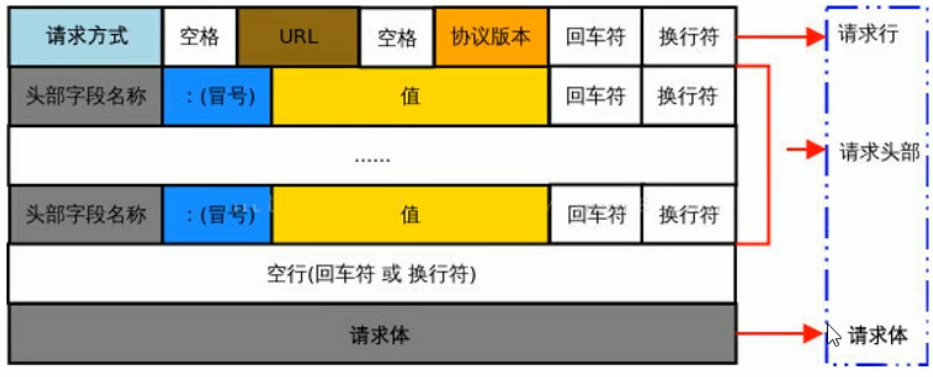 请求方式 空格 URL 空格 协议版本 回车符 换行符 请求行
头部字段名称 :(冒号) 值 回车符 换行符
...... 请求头部
头部字段名称 :(冒号) 值 回车符 换行符
空行(回车符 或 换行符)
请求体 请求体